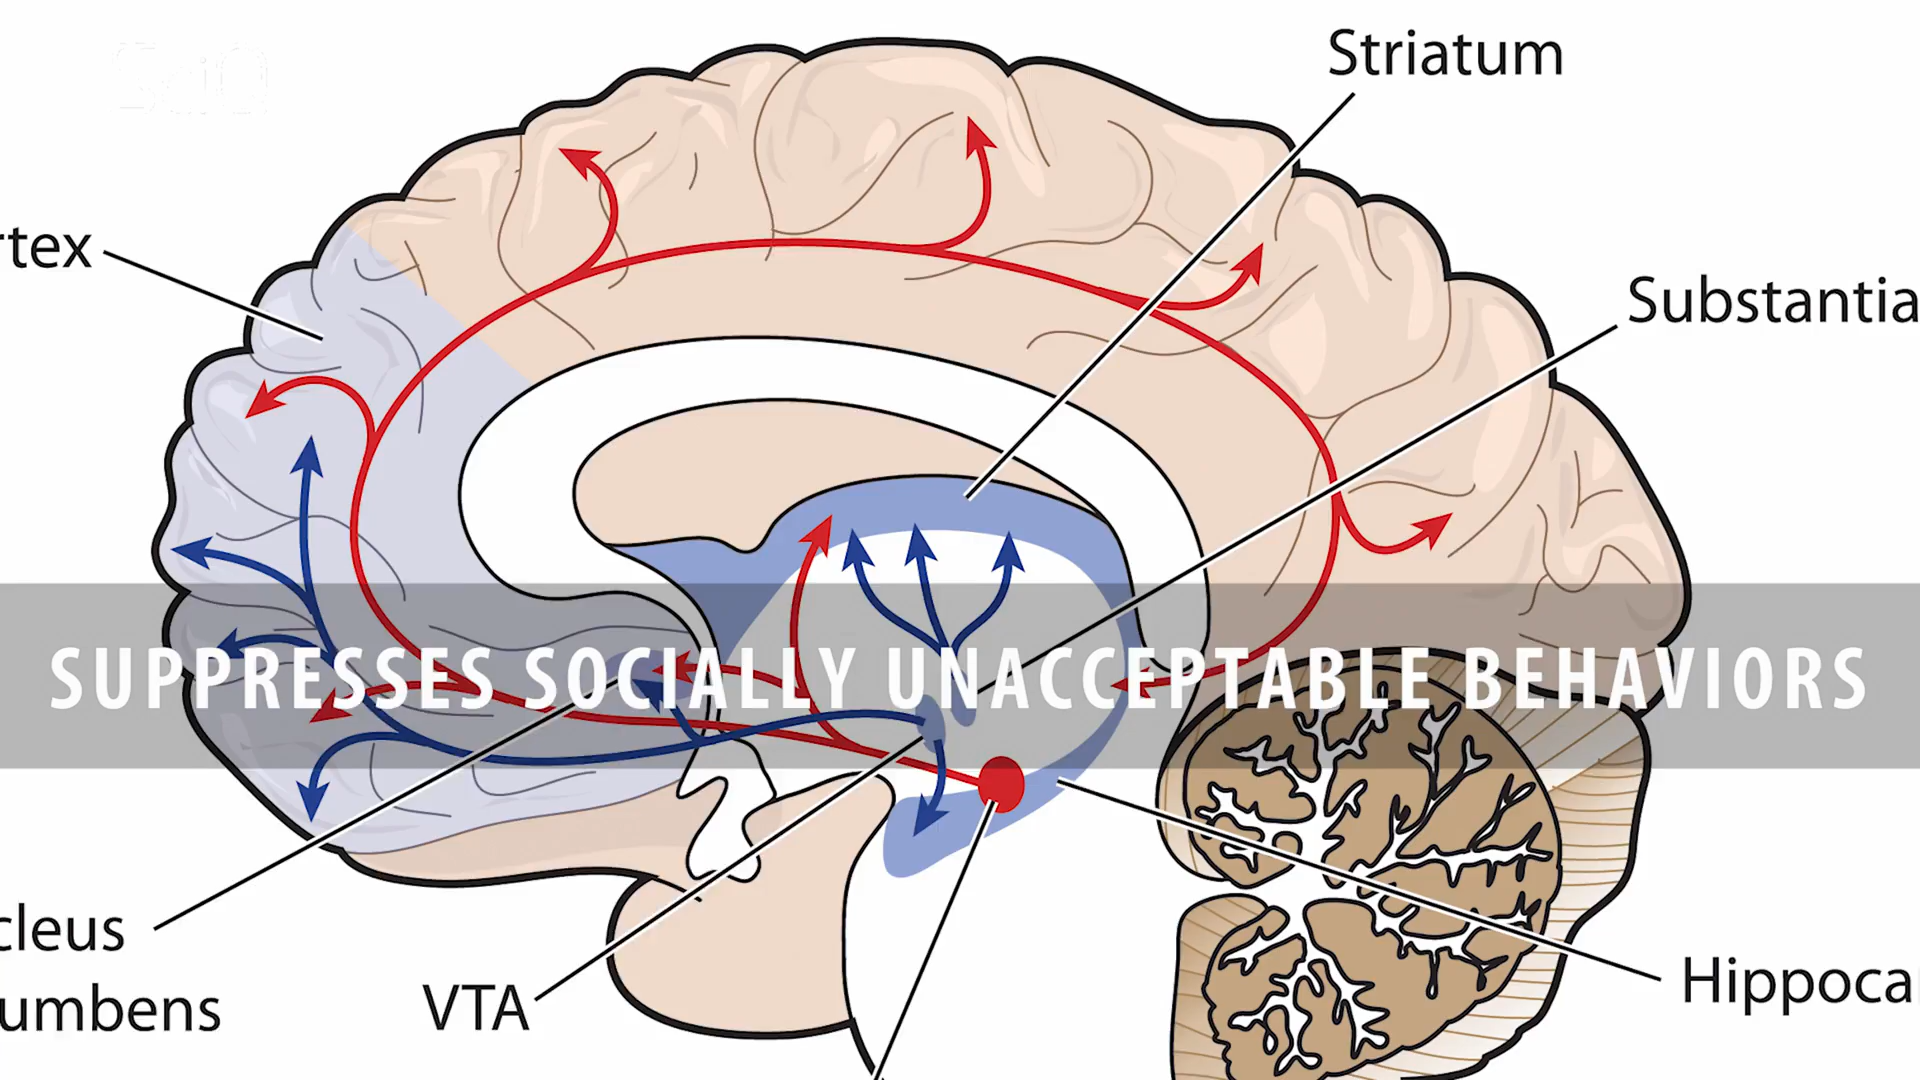 Striatum
rtex
Substantia
SUPPRESSES SOCIALLY UNACCEPTABLE BEHAVIORS
cleus
umbens
VTA
Hippoca